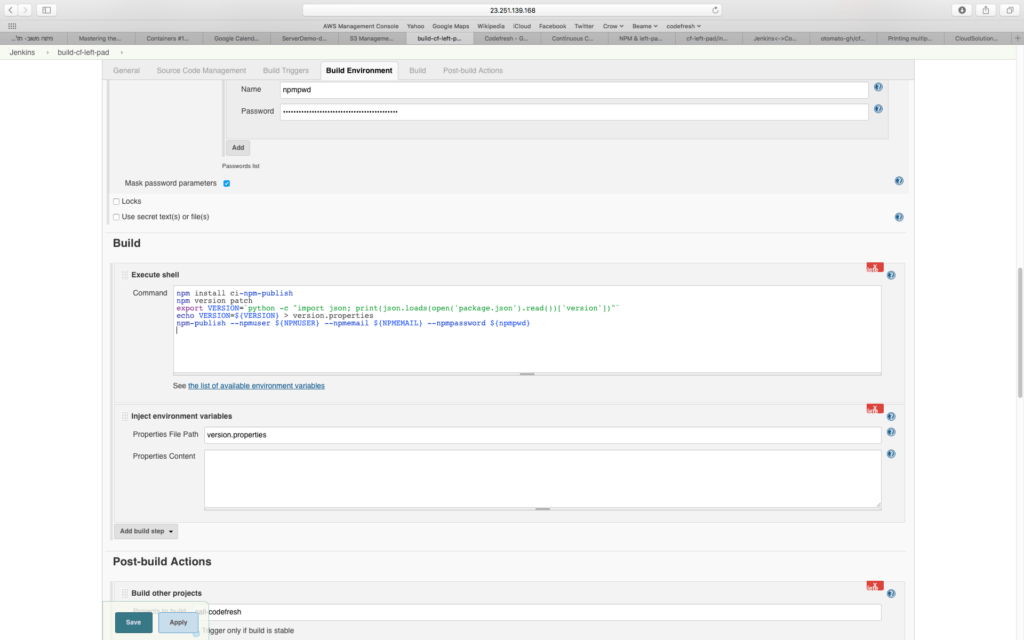 23.251.139.168
AWS Management Console Yahoo Google Maps Wikipedia iCloud Facebook Twitter Crow Beame codefresh
Mastering the... Containers #1... Google Calend... ServerDemo-d... S3 Manageme... build-cf-left-p... Codefresh - G... Continuous C... NPM & left-pa... cf-left-pad/in... Jenkins<->Co... otomato-gh/cf... Printing multip... CloudSolution...
Jenkins › build-cf-left-pad ›
General Source Code Management Build Triggers Build Environment Build Post-build Actions
Name npmpwd
Password
Add
Passwords list
Mask password parameters
Locks
Use secret text(s) or file(s)
Build
Execute shell
X
Command
npm install ci-npm-publish
npm version patch
export VERSION=`python -c "import json; print(json.loads(open('package.json').read())['version'])"`
echo VERSION=${VERSION} > version.properties
npm-publish --npmuser ${NPMUSER} --npmemail ${NPMEMAIL} --npmpassword ${npmpwd}
See the list of available environment variables
Inject environment variables
X
Properties File Path version.properties
Properties Content
Add build step
Post-build Actions
Build other projects
X
Projects to build call-codefresh
Save Apply
Trigger only if build is stable